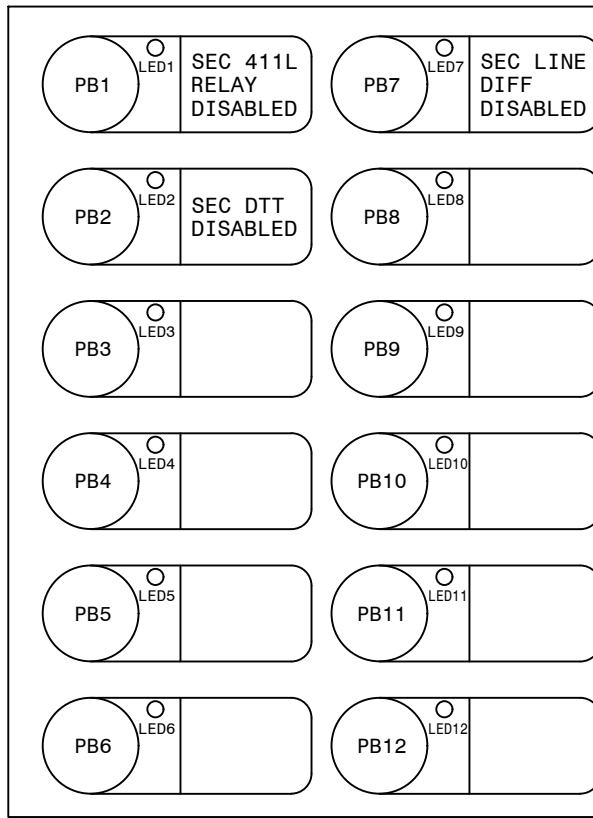 PB1
LED1
SEC 411L
RELAY
DISABLED
PB7
LED7
SEC LINE
DIFF
DISABLED
PB2
LED2
SEC DTT
DISABLED
PB8
LED8
PB3
LED3
PB9
LED9
PB4
LED4
PB10
LED10
PB5
LED5
PB11
LED11
PB6
LED6
PB12
LED12